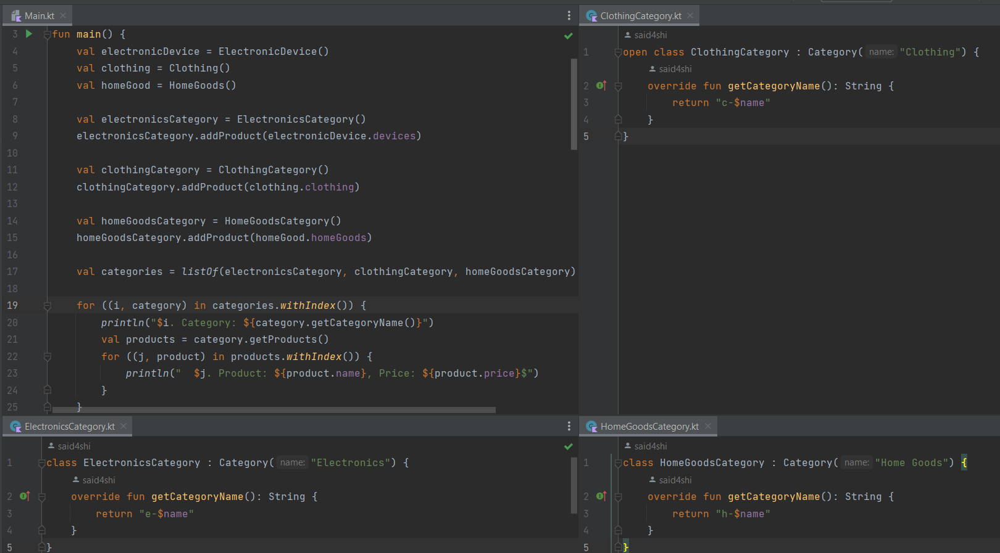 Main.kt
3 fun main() {
4 val electronicDevice = ElectronicDevice()
5 val clothing = Clothing()
6 val homeGood = HomeGoods()
7
8 val electronicsCategory = ElectronicsCategory()
9 electronicsCategory.addProduct(electronicDevice.devices)
10
11 val clothingCategory = ClothingCategory()
12 clothingCategory.addProduct(clothing.clothing)
13
14 val homeGoodsCategory = HomeGoodsCategory()
15 homeGoodsCategory.addProduct(homeGood.homeGoods)
16
17 val categories = listOf(electronicsCategory, clothingCategory, homeGoodsCategory)
18
19 for ((i, category) in categories.withIndex()) {
20 println("$i. Category: ${category.getCategoryName()}")
21 val products = category.getProducts()
22 for ((j, product) in products.withIndex()) {
23 println("  $j. Product: ${product.name}, Price: ${product.price}$")
24 }
25 }
ClothingCategory.kt
said4shi
1 open class ClothingCategory : Category( name: "Clothing") {
said4shi
2 override fun getCategoryName(): String {
3 return "c-$name"
4 }
5 }
ElectronicsCategory.kt
said4shi
1 class ElectronicsCategory : Category( name: "Electronics") {
said4shi
2 override fun getCategoryName(): String {
3 return "e-$name"
4 }
5 }
HomeGoodsCategory.kt
said4shi
1 class HomeGoodsCategory : Category( name: "Home Goods") {
said4shi
2 override fun getCategoryName(): String {
3 return "h-$name"
4 }
5 }